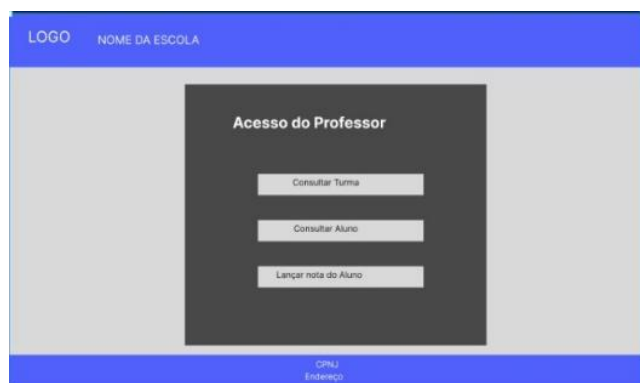 LOGO
NOME DA ESCOLA
Acesso do Professor
Consultar Turma
Consultar Aluno
Lançar nota do Aluno
CPNJ
Endereço